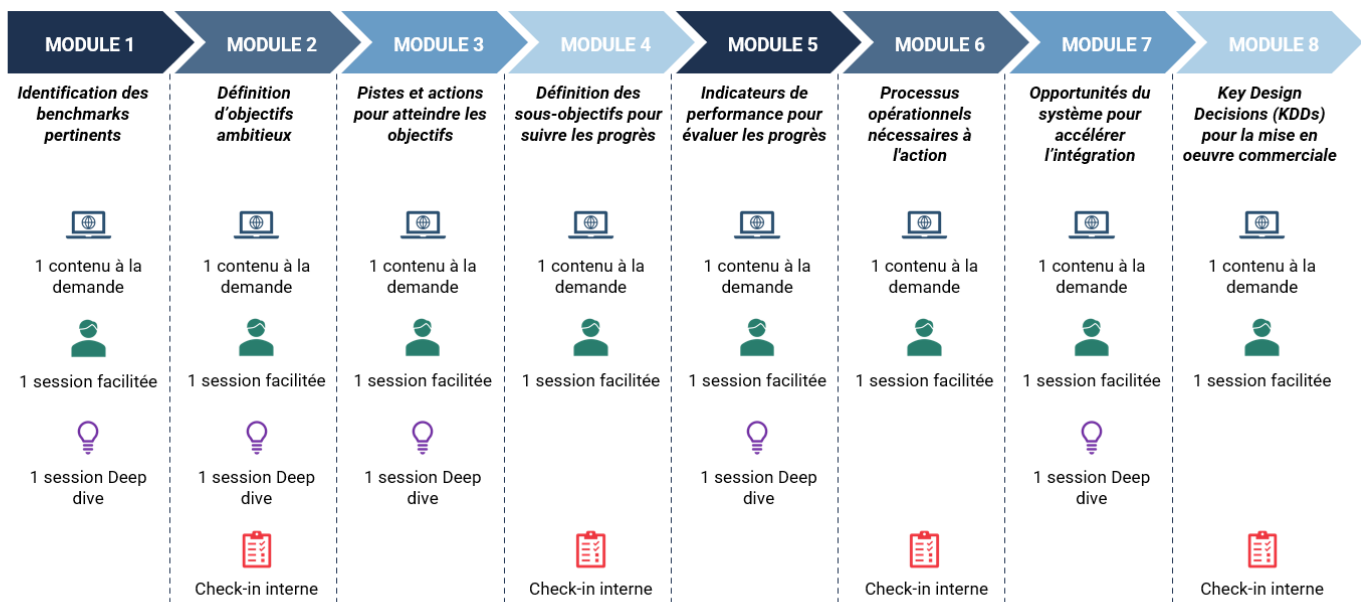 MODULE 1
MODULE 2
MODULE 3
MODULE 4
MODULE 5
MODULE 6
MODULE 7
MODULE 8
Identification des
benchmarks
pertinents
Définition
d'objectifs
ambitieux
Pistes et actions
pour atteindre les
objectifs
Définition des
sous-objectifs pour
suivre les progrès
Indicateurs de
performance pour
évaluer les progrès
Processus
opérationnels
nécessaires à
l'action
Opportunités du
système pour
accélérer
l'intégration
Key Design
Decisions (KDDs)
pour la mise en
oeuvre commerciale
1 contenu à la
demande
1 contenu à la
demande
1 contenu à la
demande
1 contenu à la
demande
1 contenu à la
demande
1 contenu à la
demande
1 contenu à la
demande
1 contenu à la
demande
1 session facilitée
1 session facilitée
1 session facilitée
1 session facilitée
1 session facilitée
1 session facilitée
1 session facilitée
1 session facilitée
1 session Deep
dive
1 session Deep
dive
1 session Deep
dive
1 session Deep
dive
1 session Deep
dive
Check-in interne
Check-in interne
Check-in interne
Check-in interne